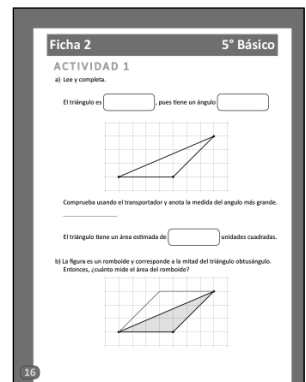 Ficha 2 5° Básico
ACTIVIDAD 1
a) Lee y completa.
El triángulo es , pues tiene un ángulo
Comprueba usando el transportador y anota la medida del angulo más grande.
El triángulo tiene un área estimada de unidades cuadradas.
b) La figura es un romboide y corresponde a la mitad del triángulo obtusángulo.
Entonces, ¿cuánto mide el área del romboide?
16